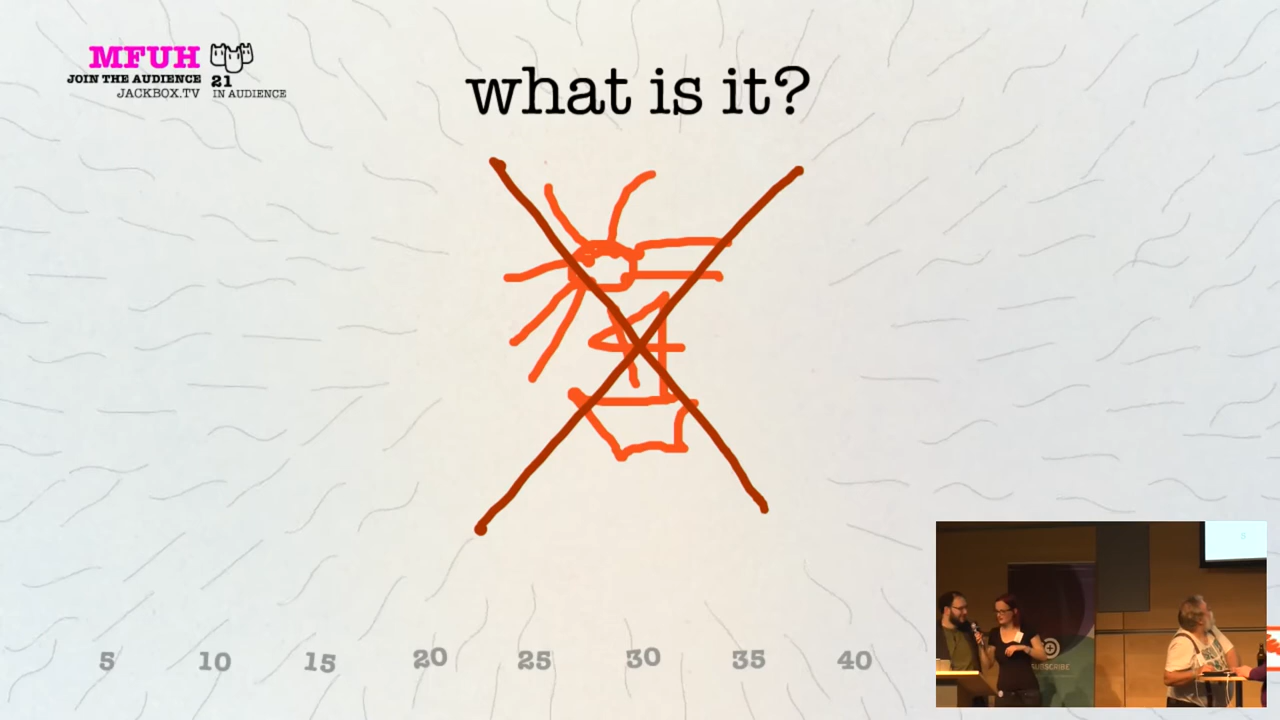 MFUH
JOIN THE AUDIENCE
JACKBOX.TV
21
IN AUDIENCE
what is it?
5 10 15 20 25 30 35 40
SUBSCRIBE